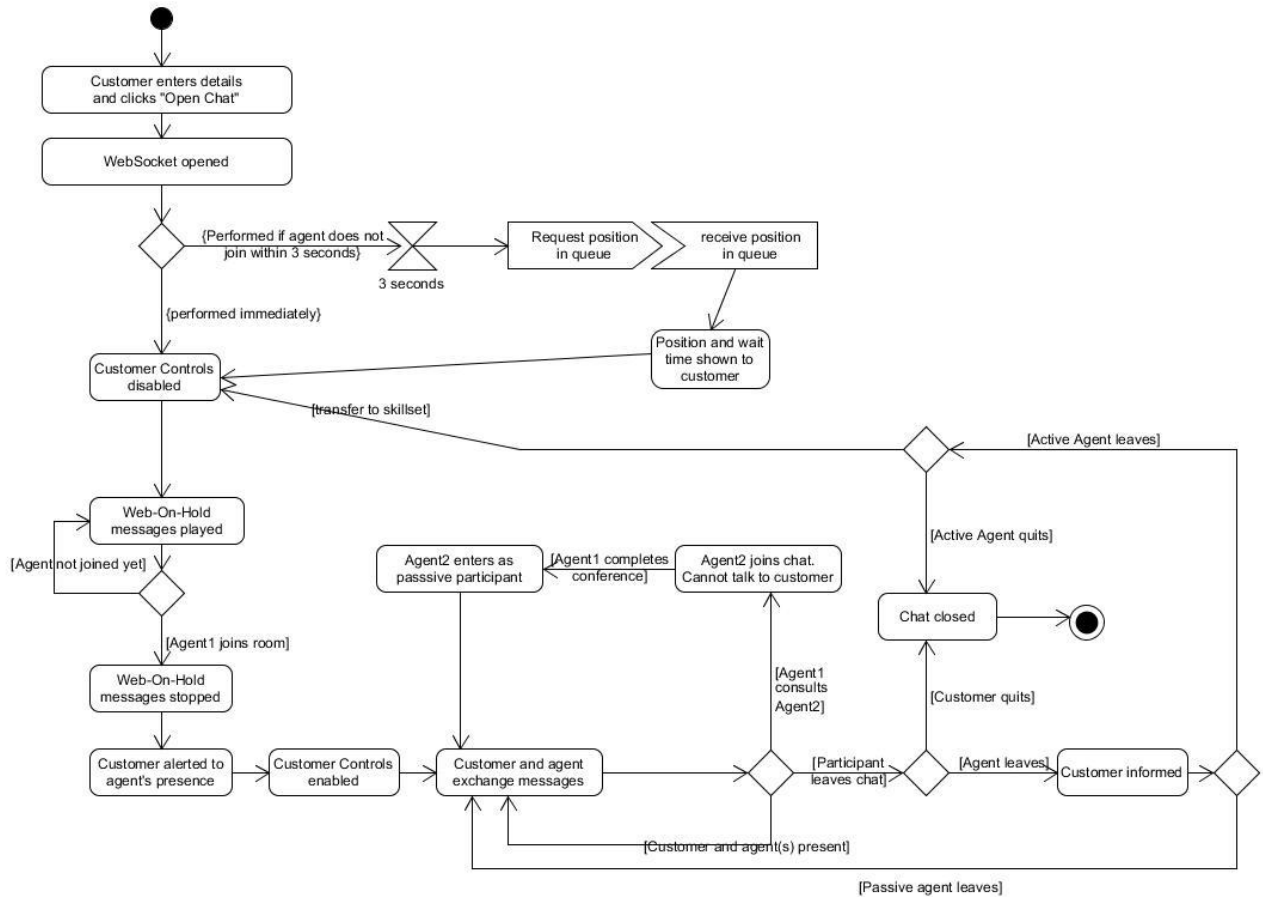 Customer enters details
and clicks "Open Chat"
WebSocket opened
{Performed if agent does not
join within 3 seconds}
3 seconds
Request position
in queue
receive position
in queue
{performed immediately}
Position and wait
time shown to
customer
Customer Controls
disabled
[transfer to skillset]
[Active Agent leaves]
Web-On-Hold
messages played
[Agent not joined yet]
Agent2 enters as
passsive participant
[Agent1 completes
conference]
Agent2 joins chat.
Cannot talk to customer
[Active Agent quits]
Chat closed
[Agent1 joins room]
Web-On-Hold
messages stopped
[Agent1
consults
Agent2]
[Customer quits]
Customer alerted to
agent's presence
Customer Controls
enabled
Customer and agent
exchange messages
[Participant
leaves chat]
[Agent leaves]
Customer informed
[Customer and agent(s) present]
[Passive agent leaves]